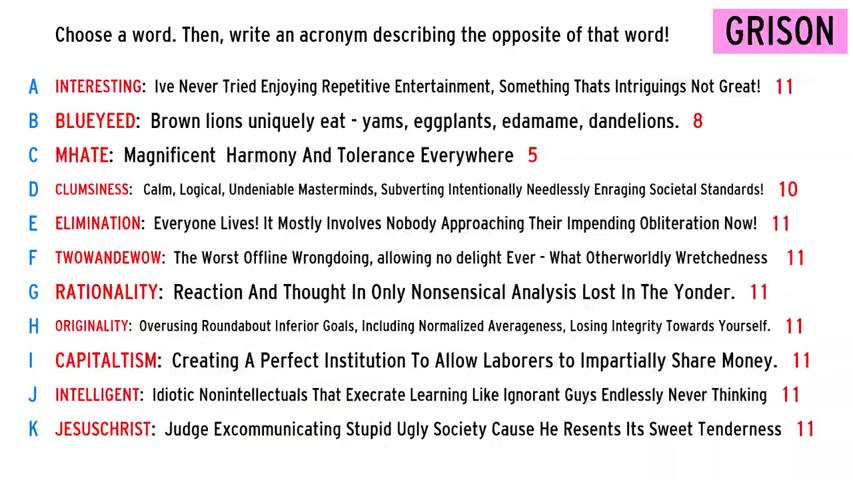 Choose a word. Then, write an acronym describing the opposite of that word!
GRISON
A INTERESTING: Ive Never Tried Enjoying Repetitive Entertainment, Something Thats Intriguings Not Great! 11
B BLUEYEED: Brown lions uniquely eat - yams, eggplants, edamame, dandelions. 8
C MHATE: Magnificent Harmony And Tolerance Everywhere 5
D CLUMSINESS: Calm, Logical, Undeniable Masterminds, Subverting Intentionally Needlessly Enraging Societal Standards! 10
E ELIMINATION: Everyone Lives! It Mostly Involves Nobody Approaching Their Impending Obliteration Now! 11
F TWOWANDEWOW: The Worst Offline Wrongdoing, allowing no delight Ever - What Otherworldly Wretchedness 11
G RATIONALITY: Reaction And Thought In Only Nonsensical Analysis Lost In The Yonder. 11
H ORIGINALITY: Overusing Roundabout Inferior Goals, Including Normalized Averageness, Losing Integrity Towards Yourself. 11
I CAPITALTISM: Creating A Perfect Institution To Allow Laborers to Impartially Share Money. 11
J INTELLIGENT: Idiotic Nonintellectuals That Execrate Learning Like Ignorant Guys Endlessly Never Thinking 11
K JESUSCHRIST: Judge Excommunicating Stupid Ugly Society Cause He Resents Its Sweet Tenderness 11